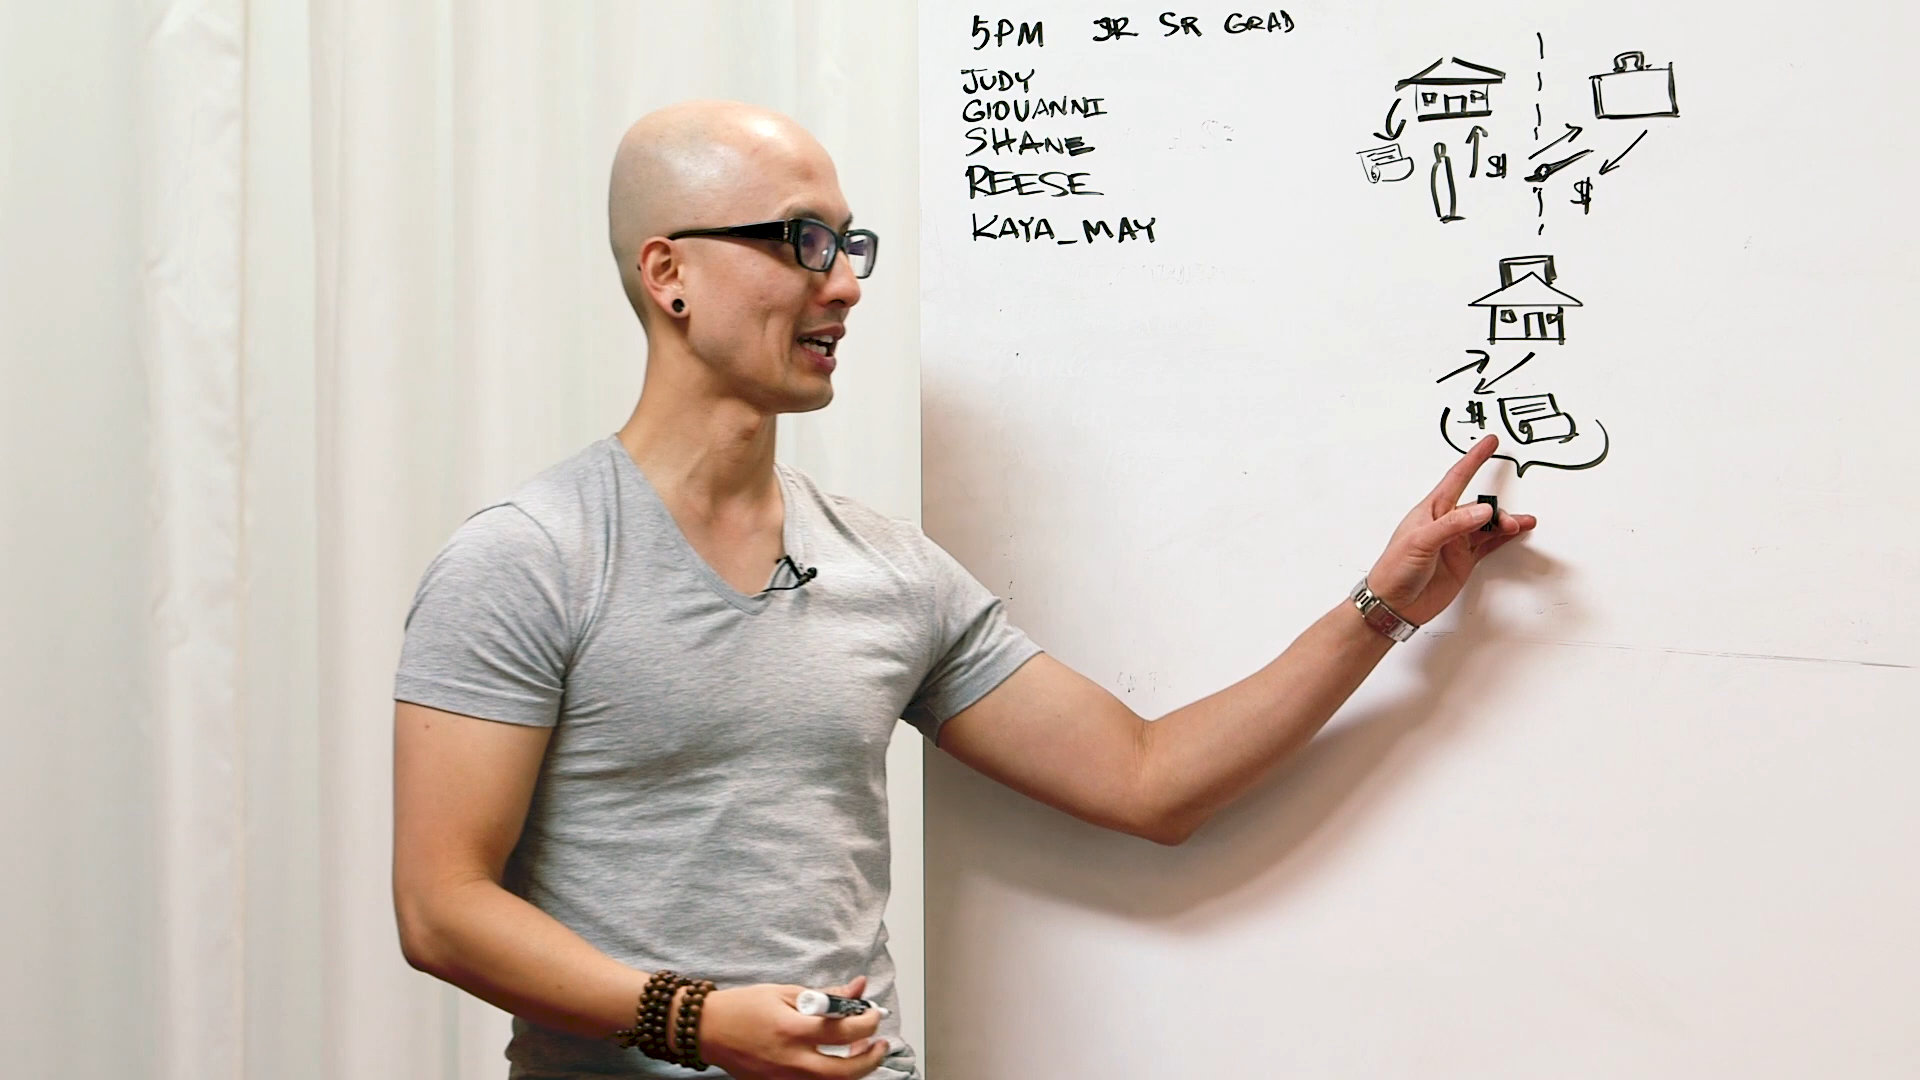 5PM JR SR GRAD
JUDY
GIOVANNI
SHANE
REESE
KAYA_MAY
$
$
$